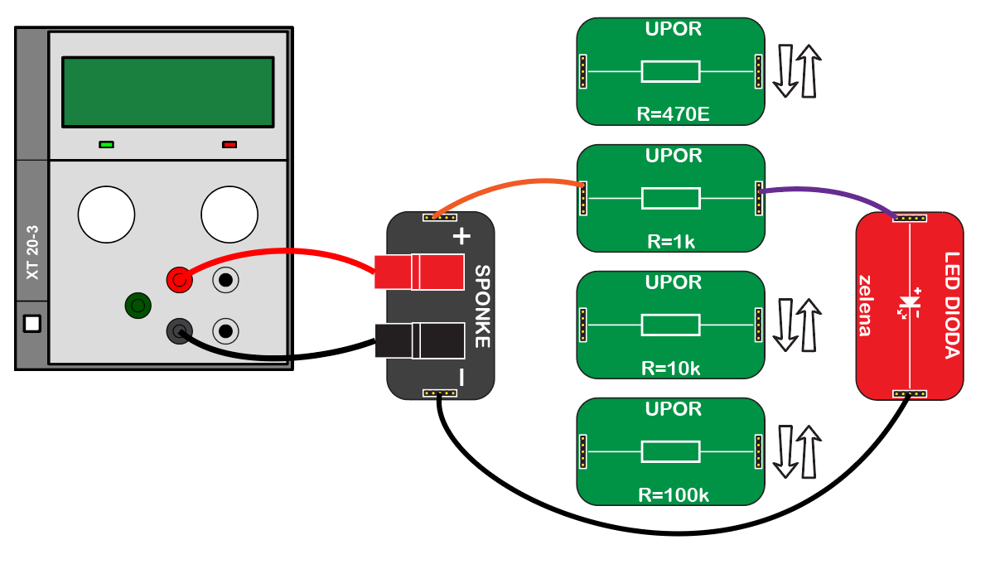 XT 20-3
+
SPONKE
–
UPOR
R=470E
UPOR
R=1k
UPOR
R=10k
UPOR
R=100k
LED DIODA
zelena
+
–